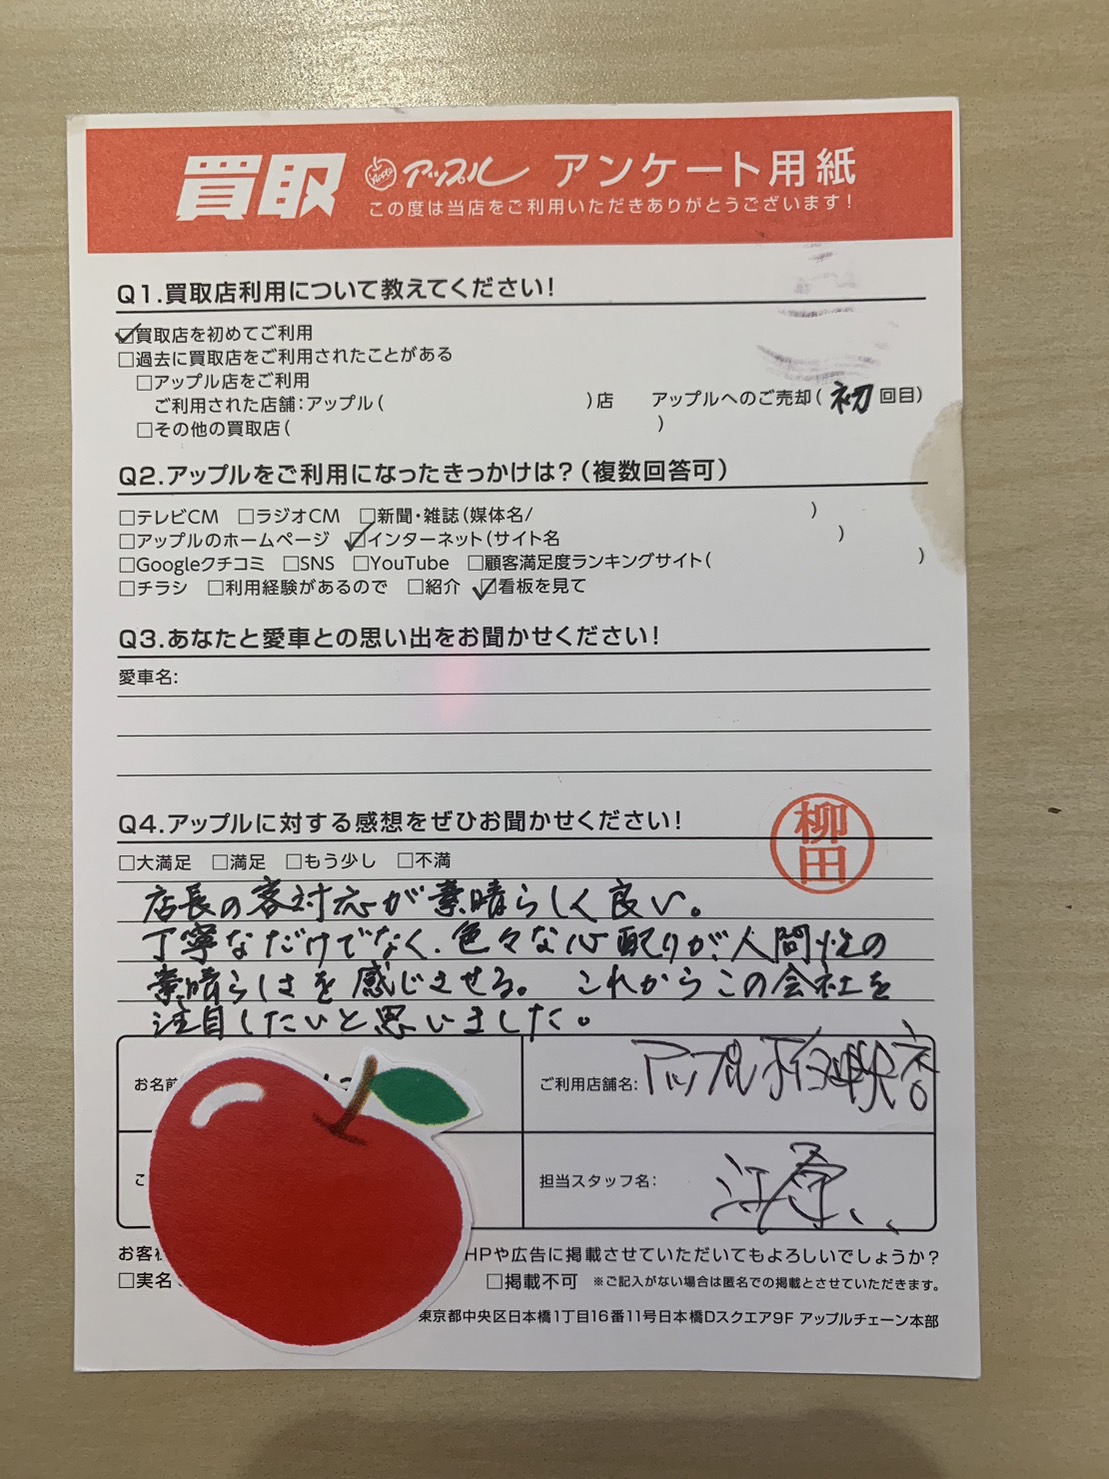 買取 Apple アップル アンケート用紙
この度は当店をご利用いただきありがとうございます!
Q1.買取店利用について教えてください!
☑買取店を初めてご利用
□過去に買取店をご利用されたことがある
□アップル店をご利用
ご利用された店舗:アップル( )店 アップルへのご売却(初回目)
□その他の買取店( )
Q2.アップルをご利用になったきっかけは?(複数回答可)
□テレビCM □ラジオCM □新聞・雑誌(媒体名/ )
□アップルのホームページ ☑インターネット(サイト名 )
□Googleクチコミ □SNS □YouTube □顧客満足度ランキングサイト( )
□チラシ □利用経験があるので □紹介 ☑看板を見て
Q3.あなたと愛車との思い出をお聞かせください!
愛車名:
Q4.アップルに対する感想をぜひお聞かせください!
柳田
□大満足 □満足 □もう少し □不満
店長の客対応が素晴らしく良い。
丁寧なだけでなく、色々な心配りが、人間性の
素晴らしさを感じさせる。 これからこの会社を
注目したいと思いました。
お名前 ご利用店舗名:アップル
担当スタッフ名:
お客様 HPや広告に掲載させていただいてもよろしいでしょうか?
□実名 □掲載不可 ※ご記入がない場合は匿名での掲載とさせていただきます。
東京都中央区日本橋1丁目16番11号日本橋Dスクエア9F アップルチェーン本部